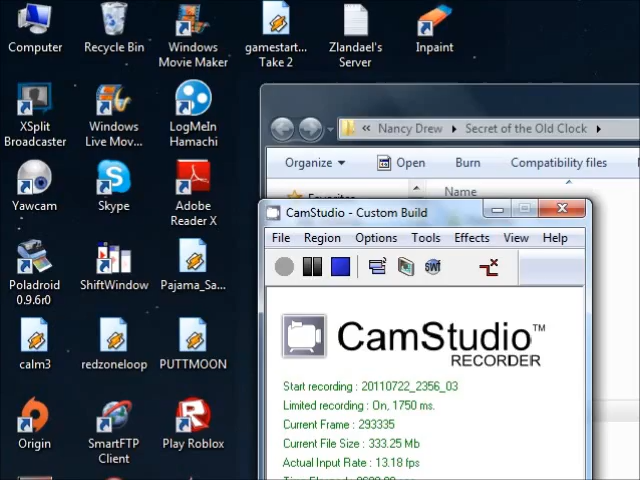 Computer
Recycle Bin
Windows
Movie Maker
gamestart...
Take 2
Zlandael's
Server
Inpaint
XSplit
Broadcaster
Windows
Live Mov...
LogMeIn
Hamachi
Yawcam
Skype
Adobe
Reader X
Poladroid
0.9.6r0
ShiftWindow
Pajama_Sa...
calm3
redzoneloop
PUTTMOON
Origin
SmartFTP
Client
Play Roblox
« Nancy Drew Secret of the Old Clock
Organize Open Burn Compatibility files
Name
CamStudio - Custom Build
File Region Options Tools Effects View Help
SWT
CamStudio™
RECORDER
Start recording : 20110722_2356_03
Limited recording : On, 1750 ms.
Current Frame : 293335
Current File Size : 333.25 Mb
Actual Input Rate : 13.18 fps